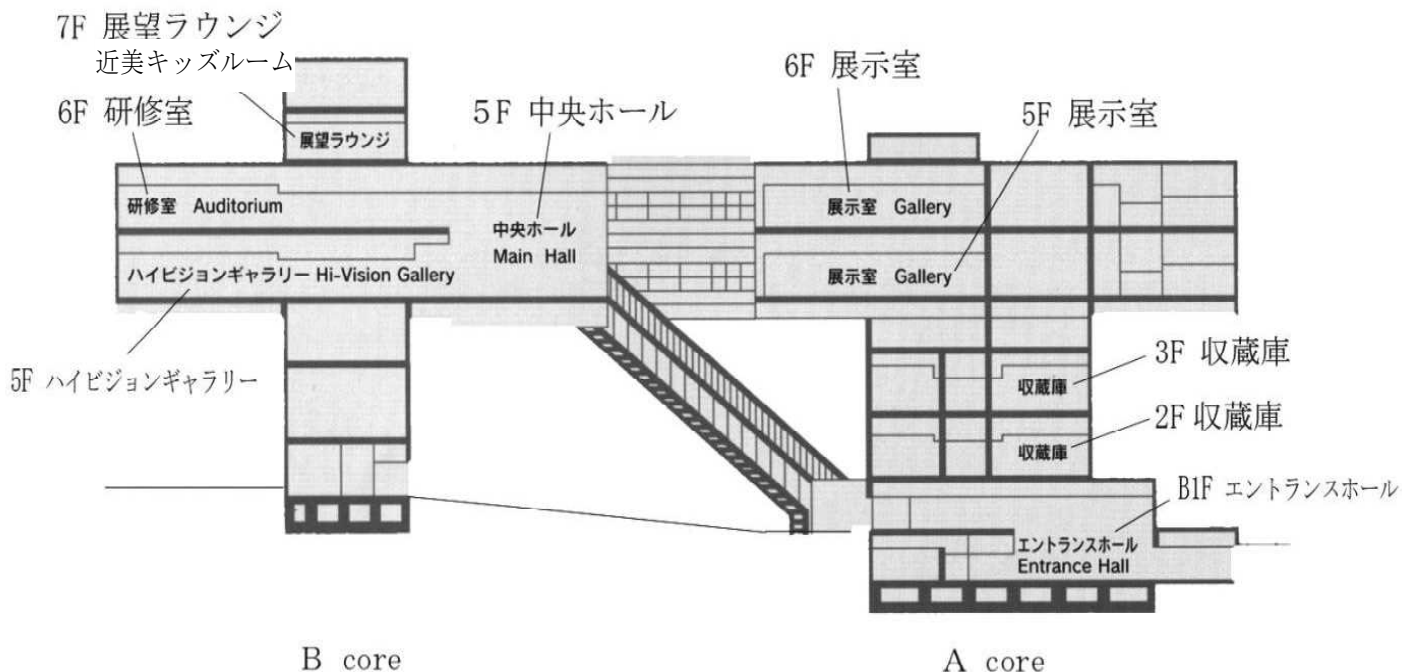 7F 展望ラウンジ
近美キッズルーム
6F 研修室
5F 中央ホール
6F 展示室
5F 展示室
展望ラウンジ
研修室 Auditorium
中央ホール
Main Hall
展示室 Gallery
ハイビジョンギャラリー Hi-Vision Gallery
展示室 Gallery
5F ハイビジョンギャラリー
3F 収蔵庫
収蔵庫
2F 収蔵庫
収蔵庫
B1F エントランスホール
エントランスホール
Entrance Hall
B core
A core